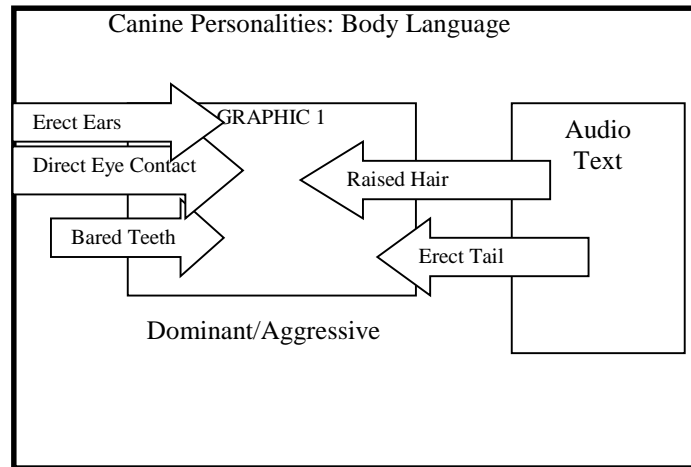 Canine Personalities: Body Language
GRAPHIC 1
Erect Ears
Direct Eye Contact
Bared Teeth
Raised Hair
Erect Tail
Audio
Text
Dominant/Aggressive